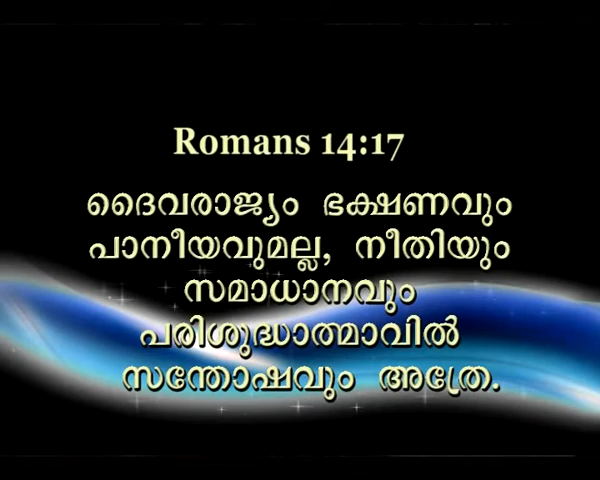 Romans 14:17
ദൈവരാജ്യം ഭക്ഷണവും
പാനീയവുമല്ല, നീതിയും
സമാധാനവും
പരിശുദ്ധാത്മാവിൽ
സന്തോഷവും അത്രേ.